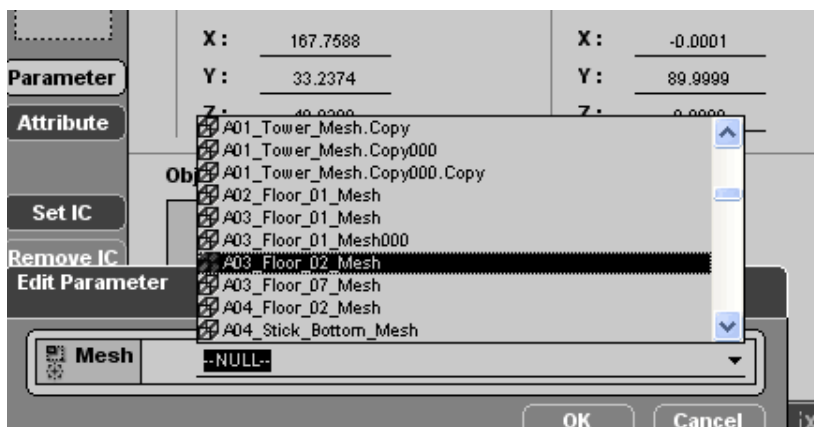 X: 167.7588 X: -0.0001
Parameter Y: 33.2374 Y: 89.9999
Z: Z:
Attribute
A01_Tower_Mesh.Copy
A01_Tower_Mesh.Copy000
A01_Tower_Mesh.Copy000.Copy
Obj
A02_Floor_01_Mesh
Set IC A03_Floor_01_Mesh
A03_Floor_01_Mesh000
Remove IC A03_Floor_02_Mesh
Edit Parameter A03_Floor_07_Mesh
A04_Floor_02_Mesh
A04_Stick_Bottom_Mesh
Mesh --NULL--
OK Cancel